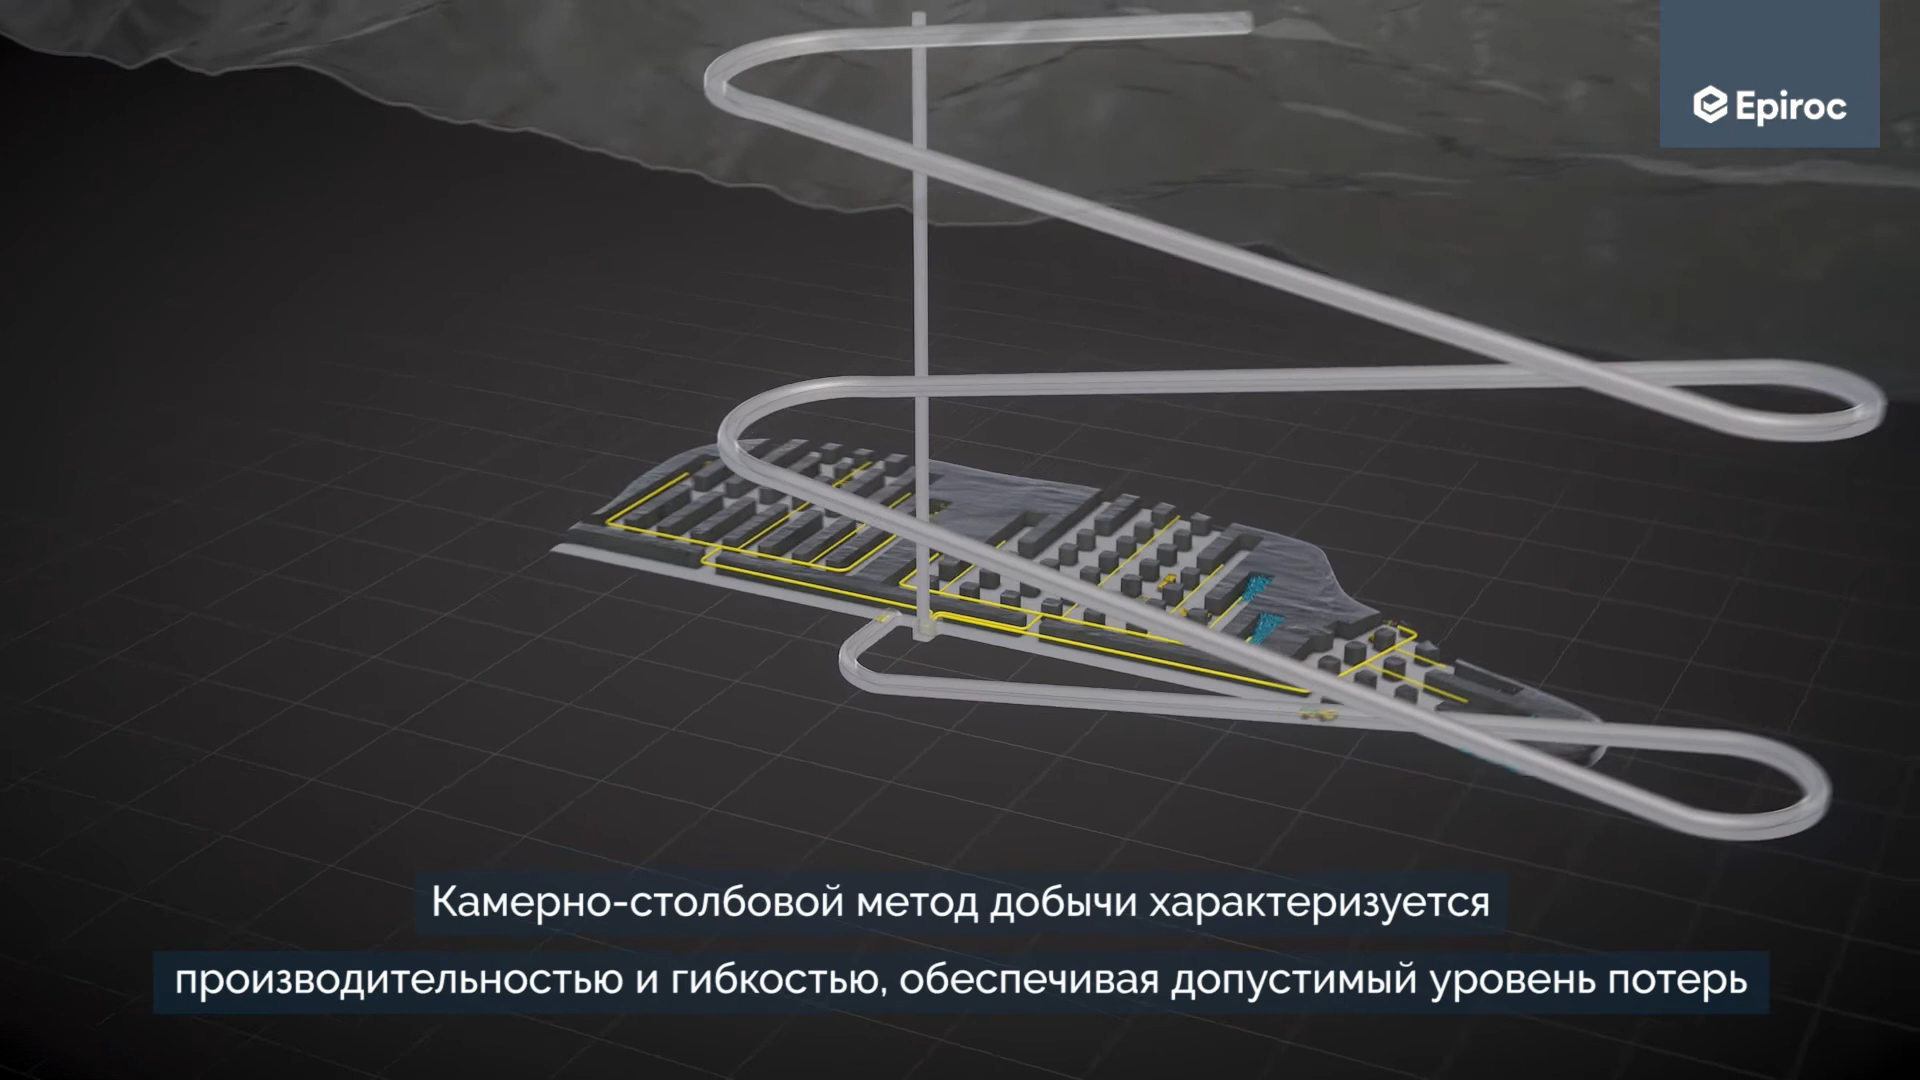 Epiroc
Камерно-столбовой метод добычи характеризуется
производительностью и гибкостью, обеспечивая допустимый уровень потерь